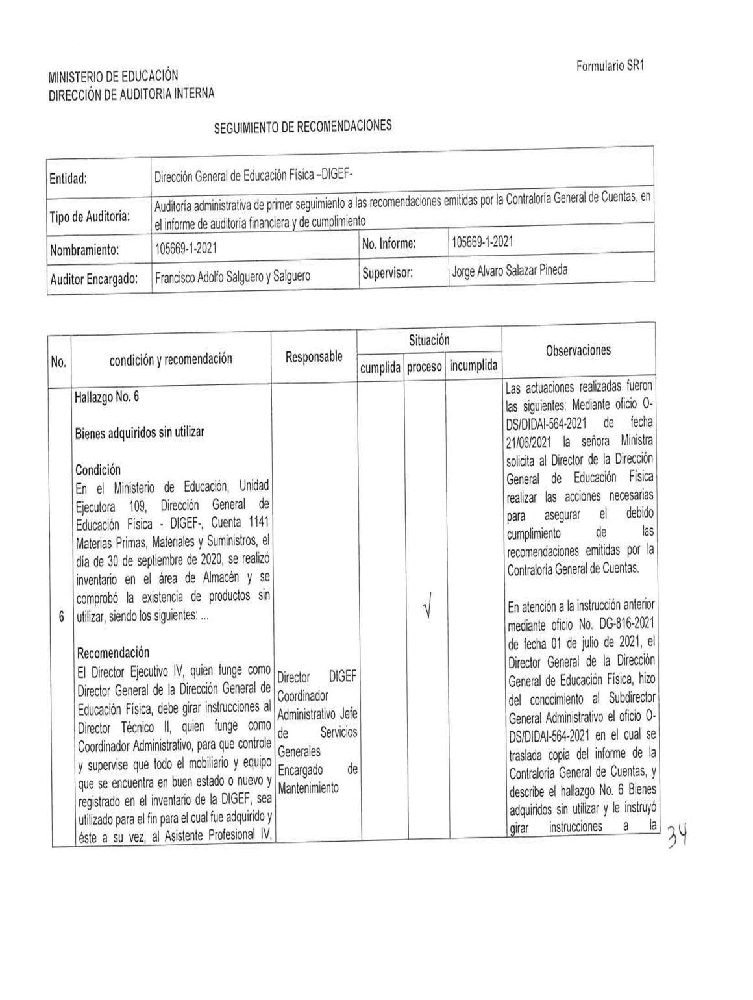 Formulario SR1
MINISTERIO DE EDUCACIÓN
DIRECCIÓN DE AUDITORIA INTERNA
SEGUIMIENTO DE RECOMENDACIONES
Entidad: Dirección General de Educación Física –DIGEF-
Tipo de Auditoria: Auditoría administrativa de primer seguimiento a las recomendaciones emitidas por la Contraloría General de Cuentas, en
el informe de auditoría financiera y de cumplimiento
Nombramiento: 105669-1-2021 No. Informe: 105669-1-2021
Auditor Encargado: Francisco Adolfo Salguero y Salguero Supervisor: Jorge Alvaro Salazar Pineda
No. condición y recomendación Responsable Situación Observaciones
cumplida proceso incumplida
6
Hallazgo No. 6
Bienes adquiridos sin utilizar
Condición
En el Ministerio de Educación, Unidad
Ejecutora 109, Dirección General de
Educación Física - DIGEF-, Cuenta 1141
Materias Primas, Materiales y Suministros, el
día de 30 de septiembre de 2020, se realizó
inventario en el área de Almacén y se
comprobó la existencia de productos sin
utilizar, siendo los siguientes: ...
Recomendación
El Director Ejecutivo IV, quien funge como
Director General de la Dirección General de
Educación Física, debe girar instrucciones al
Director Técnico II, quien funge como
Coordinador Administrativo, para que controle
y supervise que todo el mobiliario y equipo
que se encuentra en buen estado o nuevo y
registrado en el inventario de la DIGEF, sea
utilizado para el fin para el cual fue adquirido y
éste a su vez, al Asistente Profesional IV,
Director DIGEF
Coordinador
Administrativo Jefe
de Servicios
Generales
Encargado de
Mantenimiento
√
Las actuaciones realizadas fueron
las siguientes: Mediante oficio O-
DS/DIDAI-564-2021 de fecha
21/06/2021 la señora Ministra
solicita al Director de la Dirección
General de Educación Física
realizar las acciones necesarias
para asegurar el debido
cumplimiento de las
recomendaciones emitidas por la
Contraloría General de Cuentas.
En atención a la instrucción anterior
mediante oficio No. DG-816-2021
de fecha 01 de julio de 2021, el
Director General de la Dirección
General de Educación Física, hizo
del conocimiento al Subdirector
General Administrativo el oficio O-
DS/DIDAI-564-2021 en el cual se
traslada copia del informe de la
Contraloría General de Cuentas, y
describe el hallazgo No. 6 Bienes
adquiridos sin utilizar y le instruyó
girar instrucciones a la
34